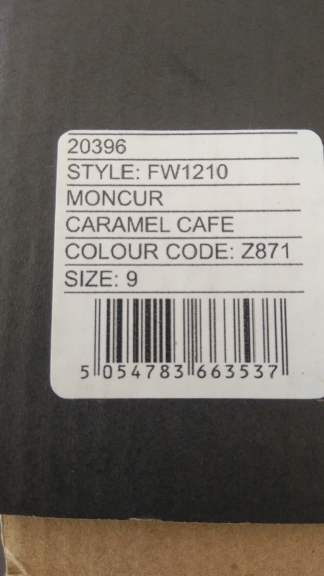 20396
STYLE: FW1210
MONCUR
CARAMEL CAFE
COLOUR CODE: Z871
SIZE: 9
5 054783 663537